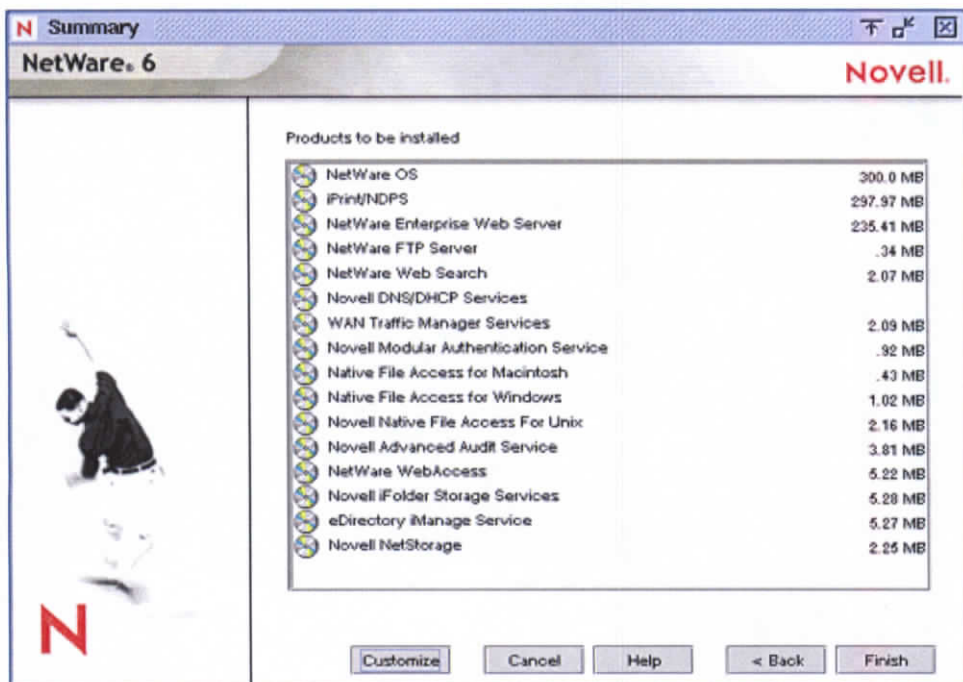 N Summary
NetWare® 6
Novell.
Products to be installed
NetWare OS 300.0 MB
iPrint/NDPS 297.97 MB
NetWare Enterprise Web Server 235.41 MB
NetWare FTP Server .34 MB
NetWare Web Search 2.07 MB
Novell DNS/DHCP Services
WAN Traffic Manager Services 2.09 MB
Novell Modular Authentication Service .92 MB
Native File Access for Macintosh .43 MB
Native File Access for Windows 1.02 MB
Novell Native File Access For Unix 2.16 MB
Novell Advanced Audit Service 3.81 MB
NetWare WebAccess 5.22 MB
Novell iFolder Storage Services 5.28 MB
eDirectory iManage Service 5.27 MB
Novell NetStorage 2.25 MB
N
Customize Cancel Help < Back Finish